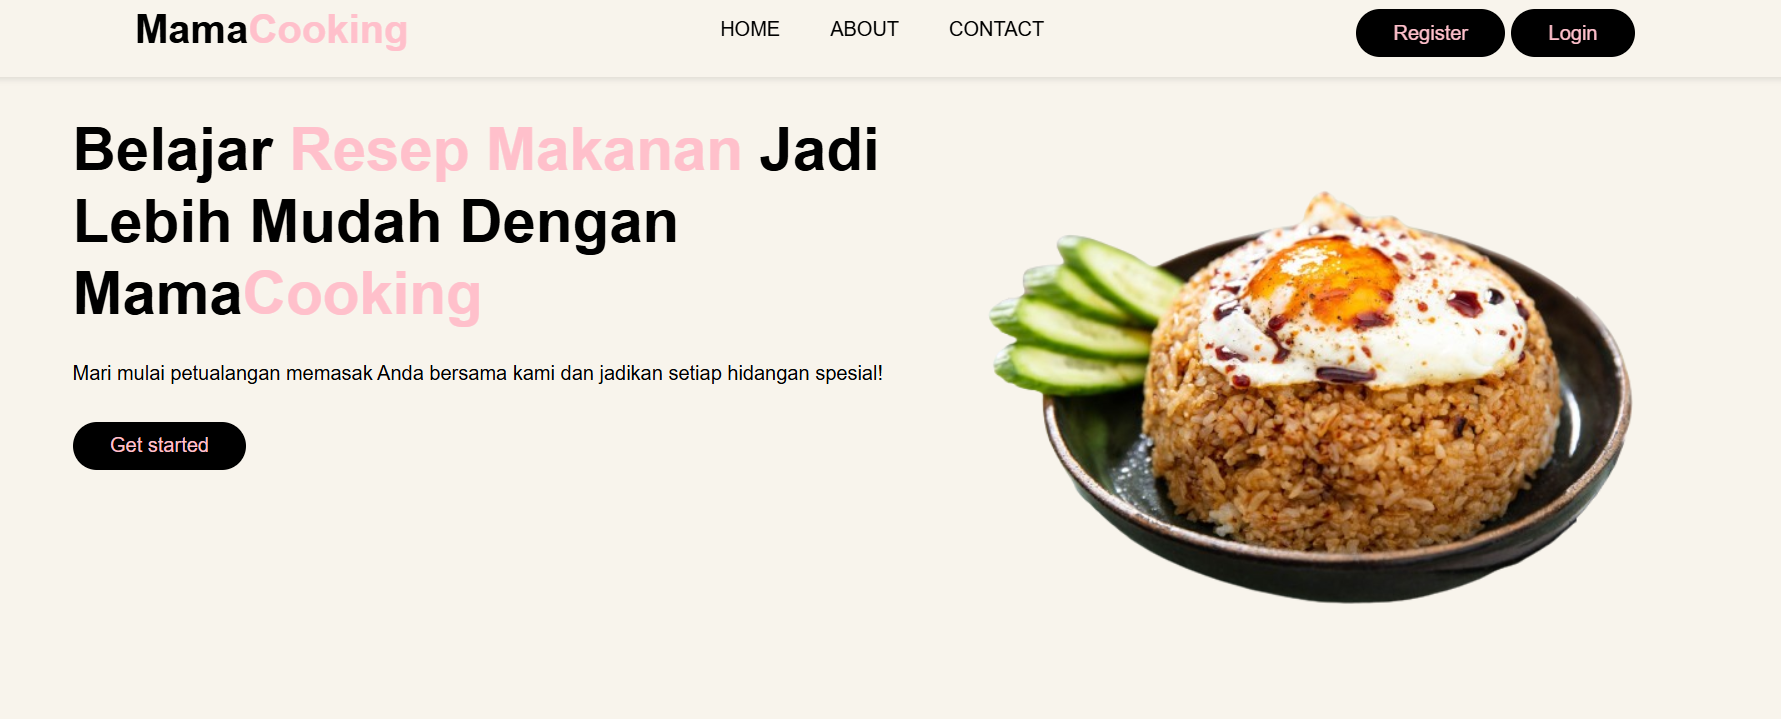 MamaCooking
HOME ABOUT CONTACT
Register Login
Belajar Resep Makanan Jadi
Lebih Mudah Dengan
MamaCooking
Mari mulai petualangan memasak Anda bersama kami dan jadikan setiap hidangan spesial!
Get started